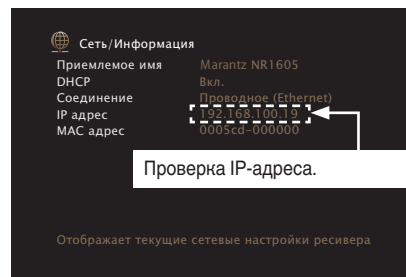 Сеть/Информация
Приемлемое имя Marantz NR1605
DHCP Вкл.
Соединение Проводное (Ethernet)
IP адрес 192.168.100.19
MAC адрес 0005cd-000000
Проверка IP-адреса.
Отображает текущие сетевые настройки ресивера